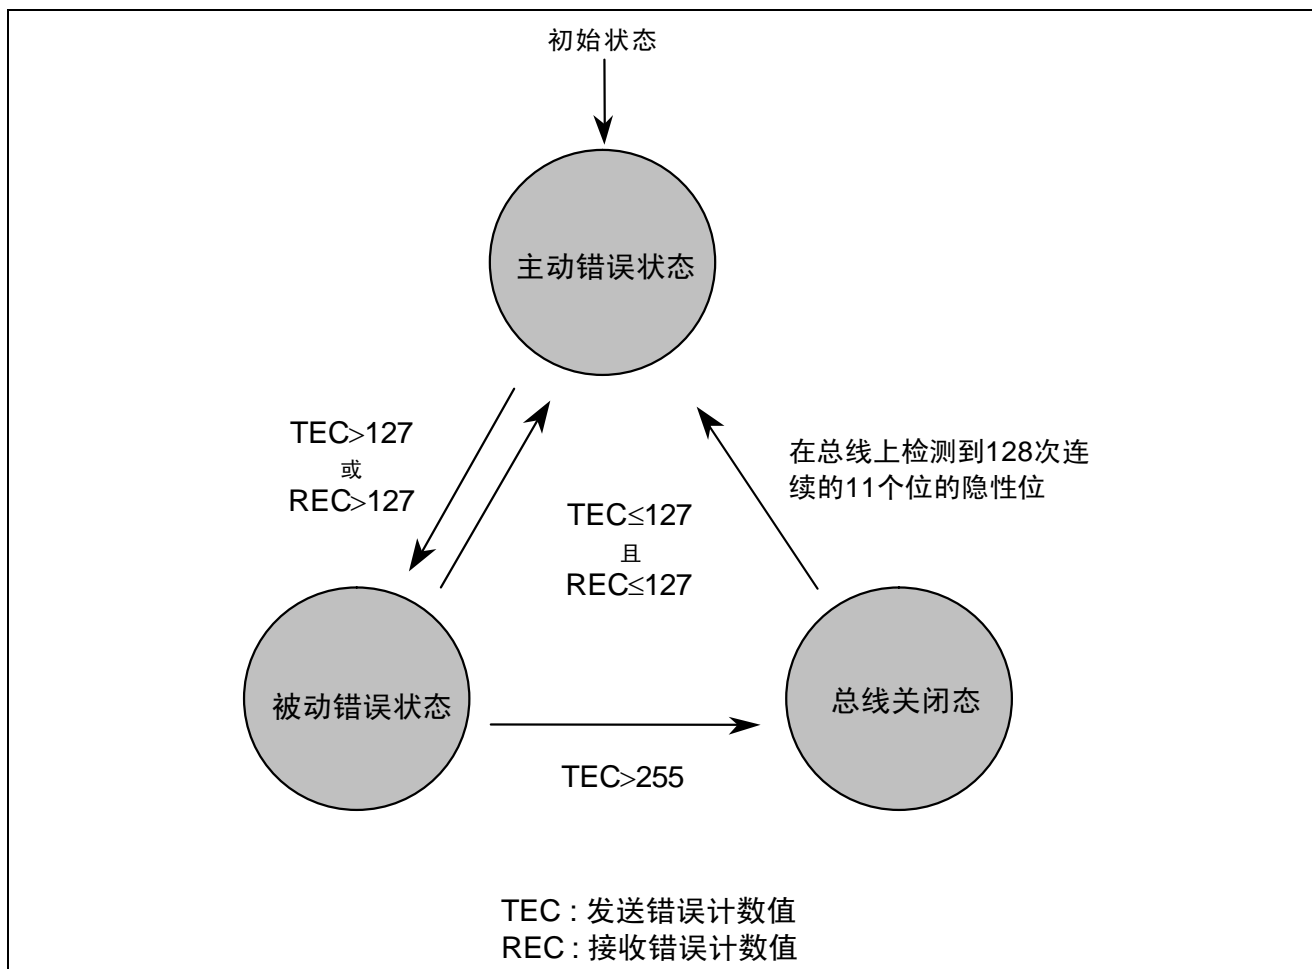 初始状态
主动错误状态
TEC>127
或
REC>127
在总线上检测到128次连
续的11个位的隐性位
TEC≤127
且
REC≤127
被动错误状态
总线关闭态
TEC>255
TEC : 发送错误计数值
REC : 接收错误计数值